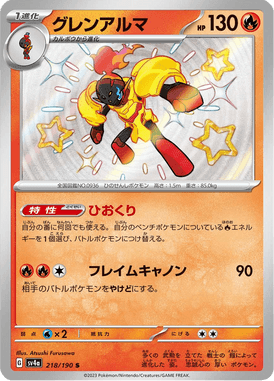 1進化
グレンアルマ
HP 130
カルボウから進化
全国図鑑NO.0936 ひのせんしポケモン 高さ:1.5m 重さ:85.0kg
特性 ひおくり
自分の番に何回でも使える。自分のベンチポケモンについている炎エネルギーを1個選び、バトルポケモンにつけ替える。
フレイムキャノン 90
相手のバトルポケモンをやけどにする。
弱点 ×2 抵抗力 にげる
Illus. Atsushi Furusawa
G sv4a 218/190 S
©2023 Pokémon/Nintendo/Creatures/GAME FREAK.